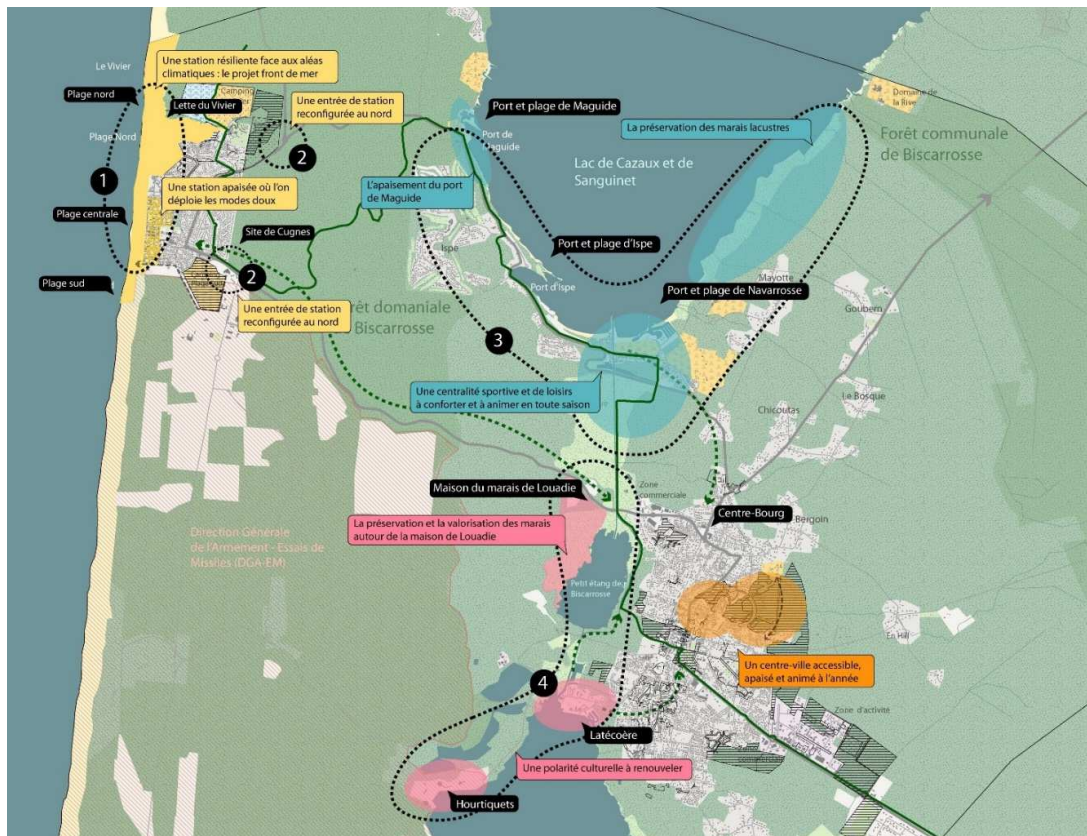 Le Vivier
Une station résiliente face aux aléas
climatiques : le projet front de mer
Plage nord
Camping
Lette du Vivier
Une entrée de station
reconfigurée au nord
Plage Nord
2
1
Une station apaisée où l'on
déploie les modes doux
Plage centrale
Site de Cugnes
2
Plage sud
Une entrée de station
reconfigurée au nord
Forêt domaniale
Biscarrosse
Port et plage de Maguide
Port de
Maguide
L'apaisement du port
de Maguide
Lac de Cazaux et de
Sanguinet
La préservation des marais lacustres
Domaine de
la Rive
Forêt communale
de Biscarrosse
Ispe
Port et plage d'Ispe
Port d'Ispe
Mayotte
Port et plage de Navarrosse
Goubern
3
Une centralité sportive et de loisirs
à conforter et à animer en toute saison
Le Bosque
Chicoutas
Maison du marais de Louadie
Zone
commerciale
Centre-Bourg
Bergoin
La préservation et la valorisation des marais
autour de la maison de Louadie
Direction Générale
de l'Armement - Essais de
Missiles (DGA-EM)
Petit étang de
Biscarrosse
En Hill
Un centre-ville accessible,
apaisé et animé à l'année
4
Zone d'activité
Latécoère
Une polarité culturelle à renouveler
Hourtiquets